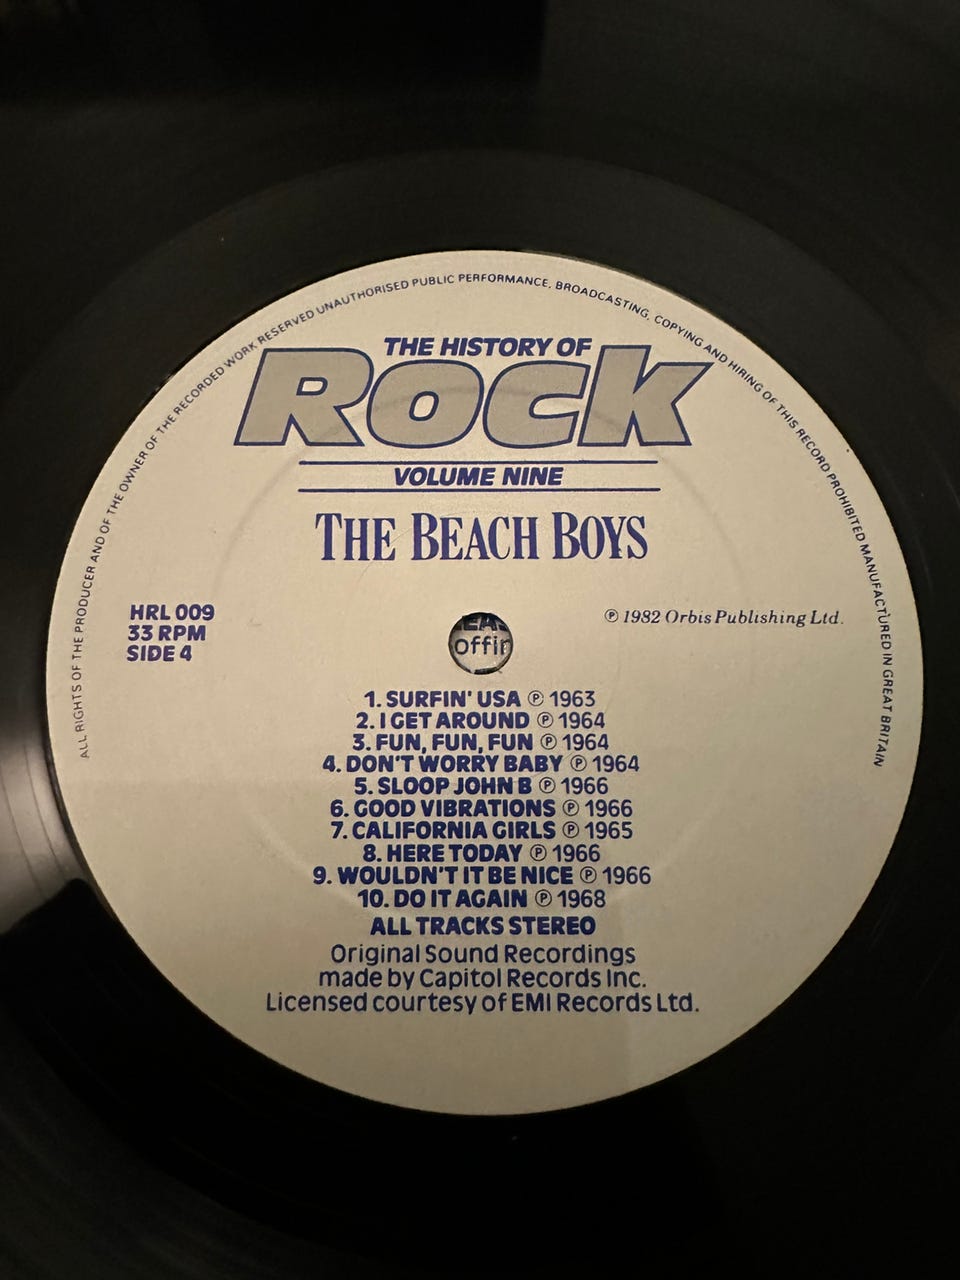 ALL RIGHTS OF THE PRODUCER AND OF THE OWNER OF THE RECORDED WORK RESERVED UNAUTHORISED PUBLIC PERFORMANCE, BROADCASTING, COPYING AND HIRING OF THIS RECORD PROHIBITED MANUFACTURED IN GREAT BRITAIN
THE HISTORY OF
ROCK
VOLUME NINE
THE BEACH BOYS
HRL 009
33 RPM
SIDE 4
℗ 1982 Orbis Publishing Ltd.
offin
1. SURFIN' USA ℗ 1963
2. I GET AROUND ℗ 1964
3. FUN, FUN, FUN ℗ 1964
4. DON'T WORRY BABY ℗ 1964
5. SLOOP JOHN B ℗ 1966
6. GOOD VIBRATIONS ℗ 1966
7. CALIFORNIA GIRLS ℗ 1965
8. HERE TODAY ℗ 1966
9. WOULDN'T IT BE NICE ℗ 1966
10. DO IT AGAIN ℗ 1968
ALL TRACKS STEREO
Original Sound Recordings
made by Capitol Records Inc.
Licensed courtesy of EMI Records Ltd.